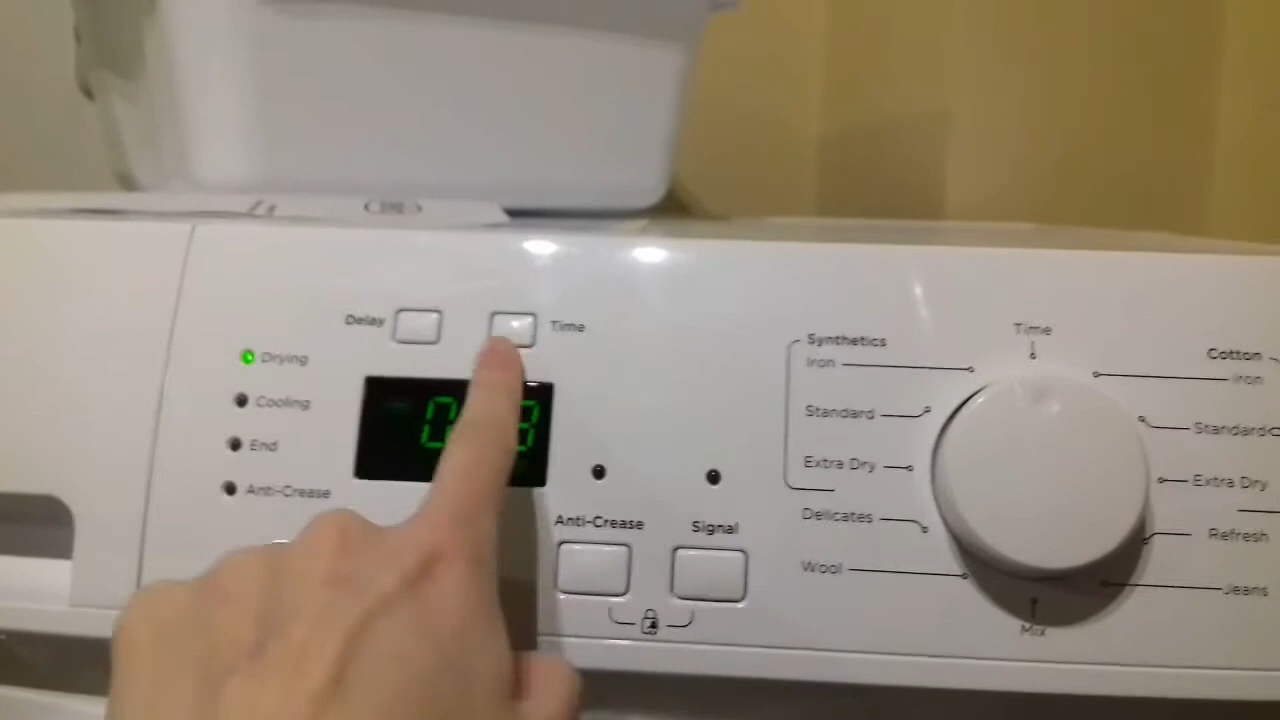 Delay
Time
Drying
Cooling
End
Anti-Crease
Anti-Crease
Signal
Synthetics
Iron
Standard
Extra Dry
Delicates
Wool
Time
Mix
Cotton
Iron
Standard
Extra Dry
Refresh
Jeans